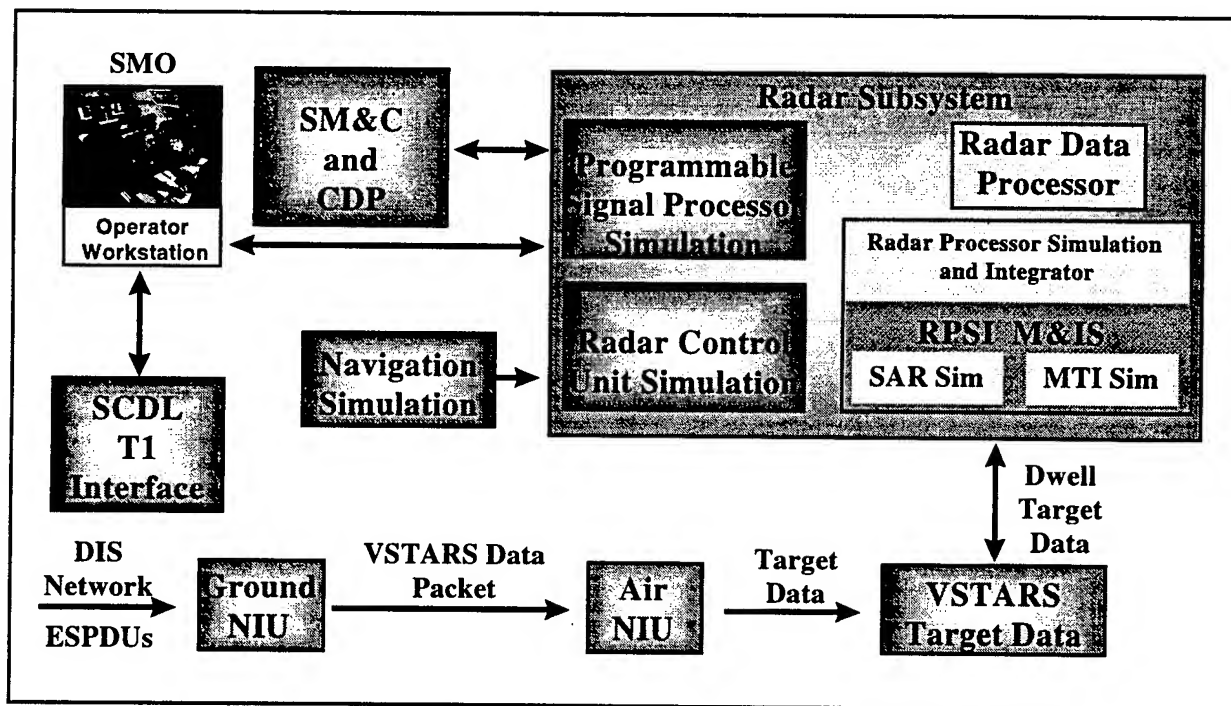 SMO
Operator
Workstation
SM&C
and
CDP
SCDL
T1
Interface
Navigation
Simulation
Radar Subsystem
Programmable
ignal Processo
Simulation
Radar Control
Unit Simulation
Radar Data
Processor
Radar Processor Simulation
and Integrator
RPSI M&IS
SAR Sim
MTI Sim
Dwell
Target
Data
DIS
Network
ESPDUs
Ground
NIU
VSTARS Data
Packet
Air
NIU
Target
Data
VSTARS
Target Data